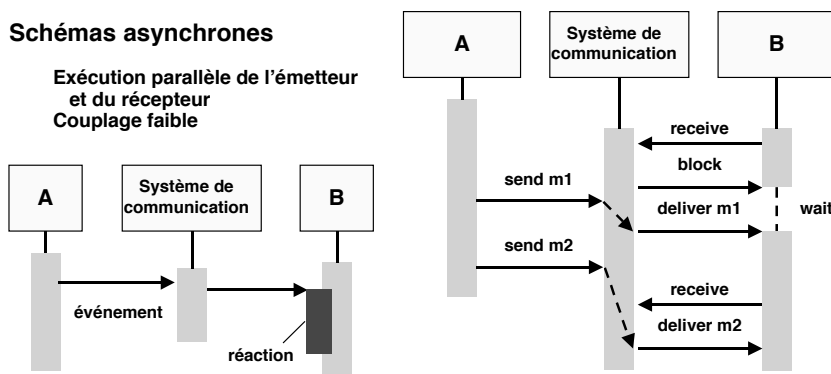 Schémas asynchrones
Exécution parallèle de l'émetteur
et du récepteur
Couplage faible
A
Système de
communication
B
événement
réaction
A
Système de
communication
B
receive
block
send m1
deliver m1
wait
send m2
receive
deliver m2